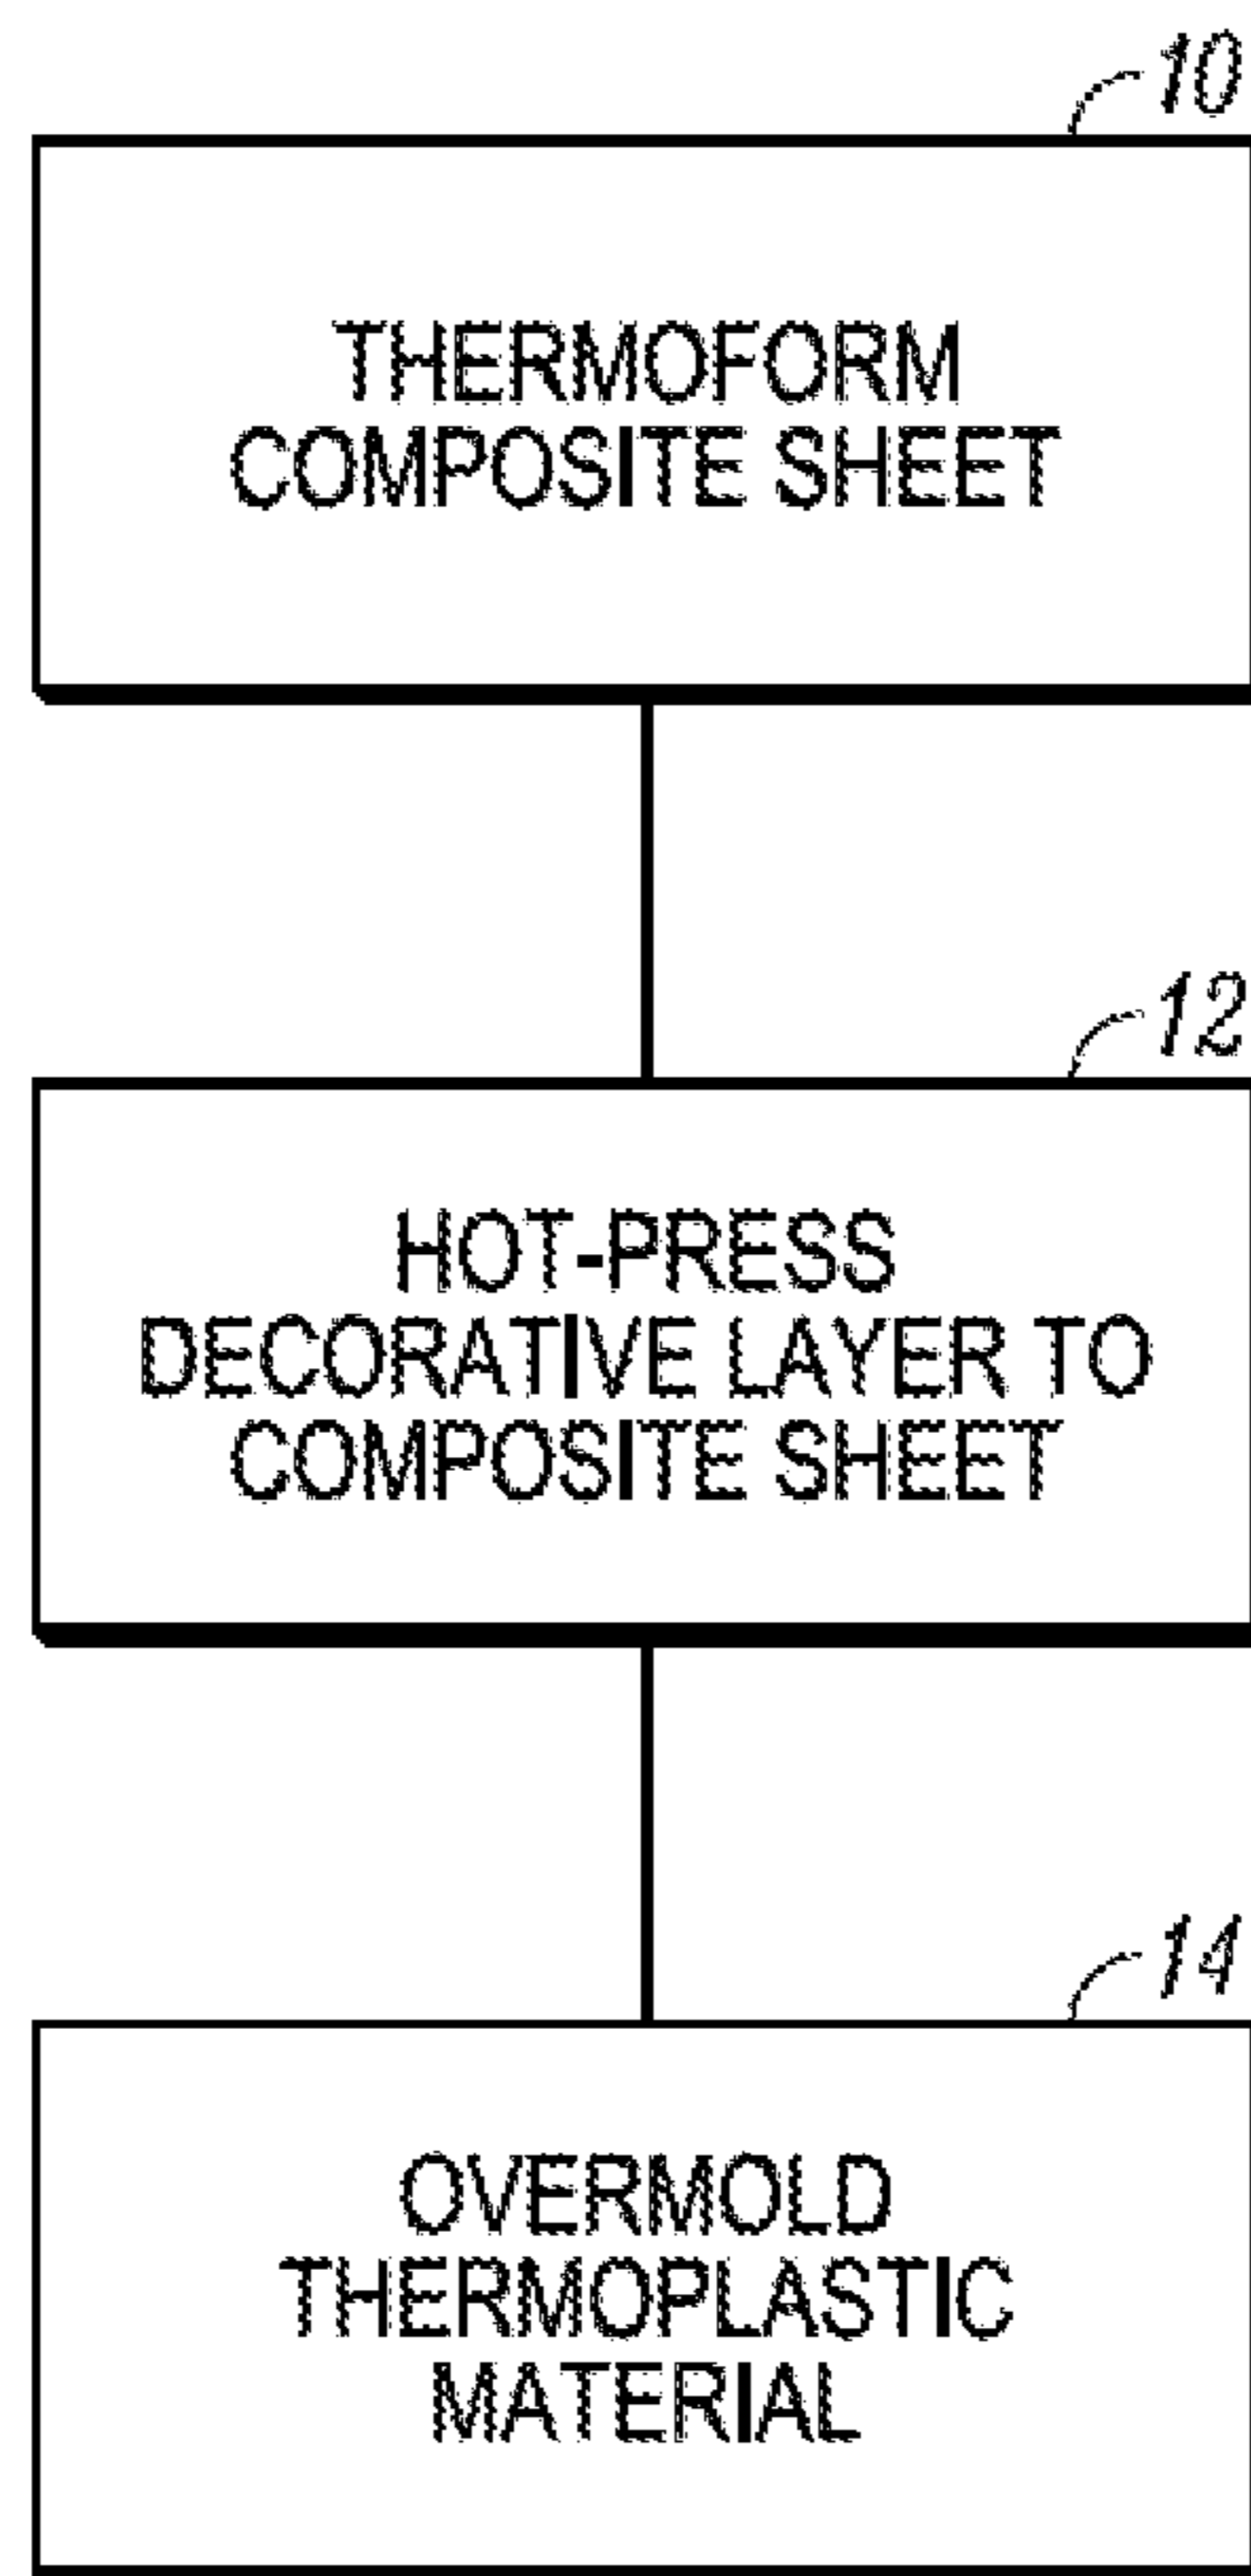 10
THERMOFORM
COMPOSITE SHEET
12
HOT-PRESS
DECORATIVE LAYER TO
COMPOSITE SHEET
14
OVERMOLD
THERMOPLASTIC
MATERIAL